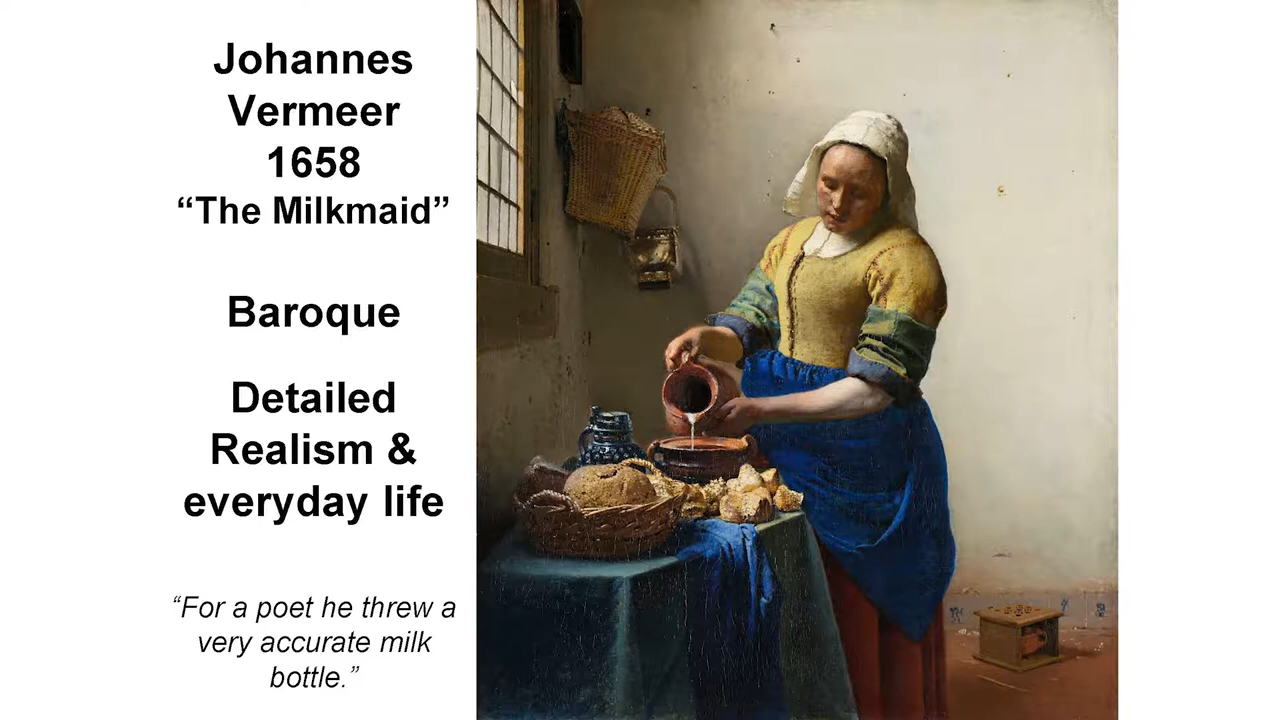 Johannes
Vermeer
1658
“The Milkmaid”
Baroque
Detailed
Realism &
everyday life
“For a poet he threw a
very accurate milk
bottle.”